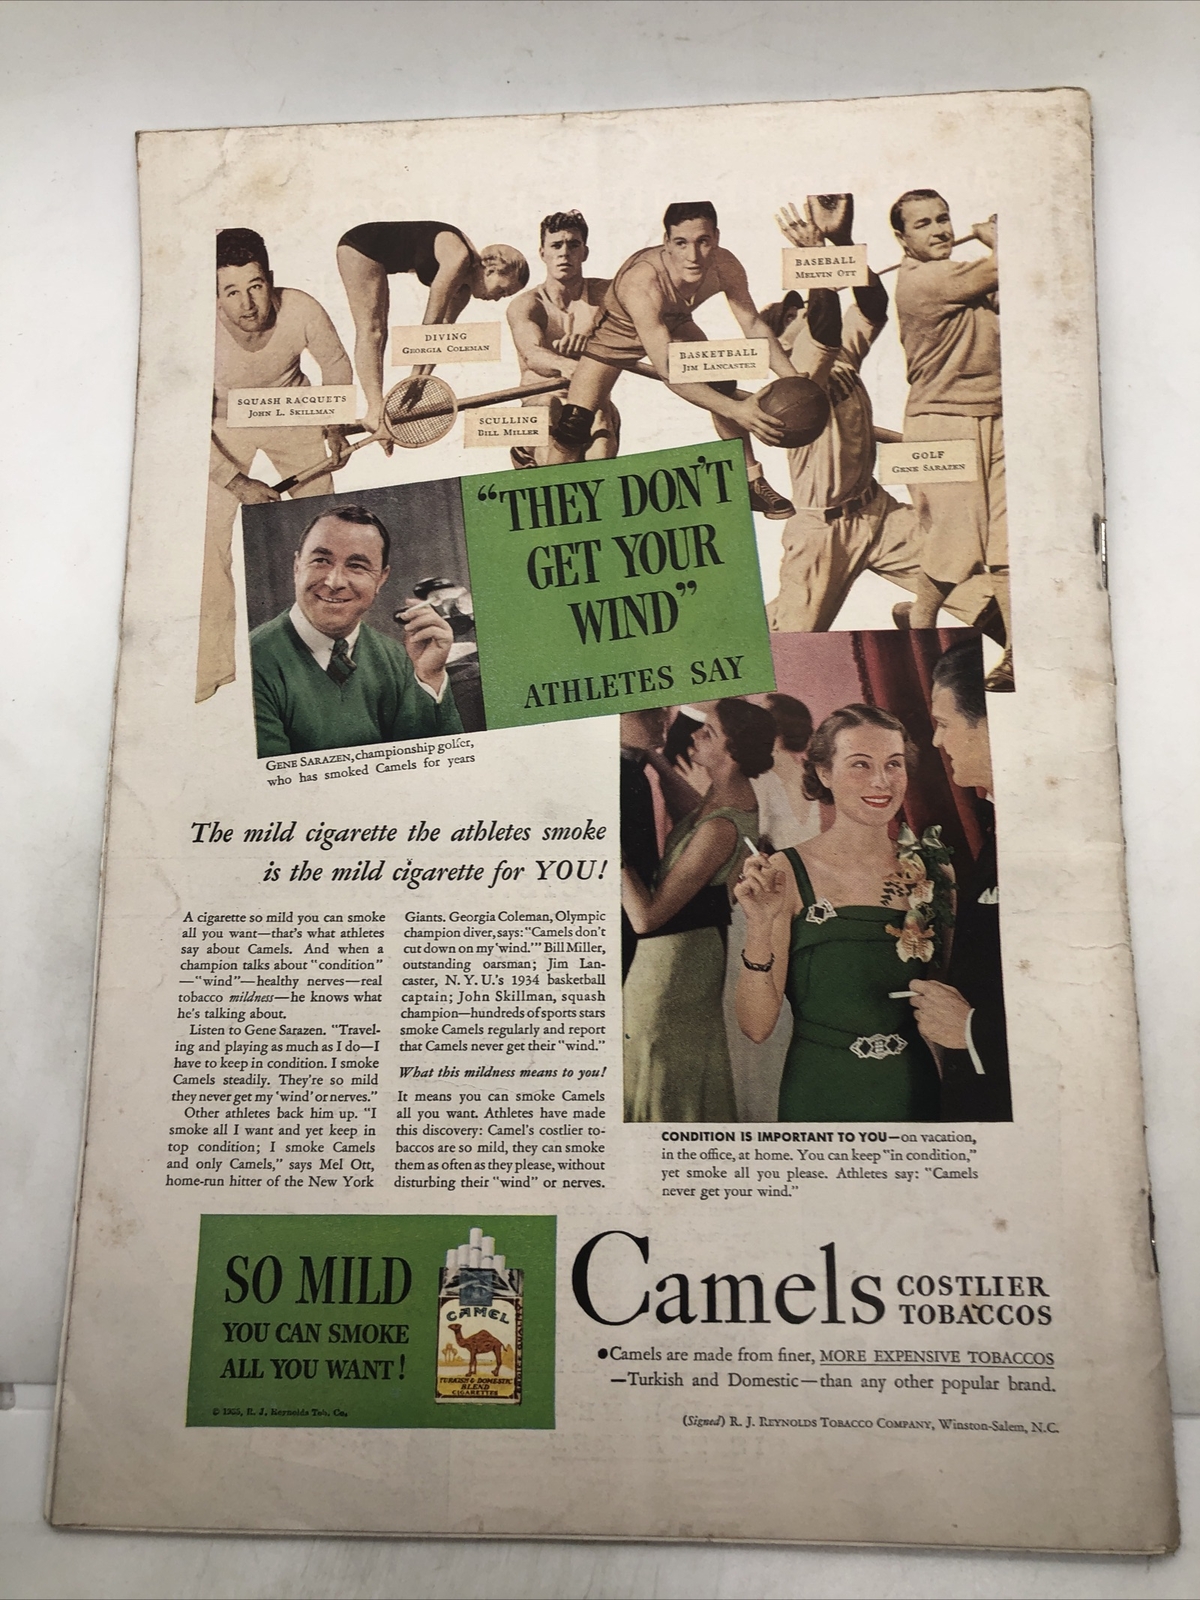 SQUASH RACQUETS
JOHN L. SKILLMAN
DIVING
GEORGIA COLEMAN
SCULLING
BILL MILLER
BASKETBALL
JIM LANCASTER
BASEBALL
MELVIN OTT
GOLF
GENE SARAZEN
“THEY DON'T
GET YOUR
WIND”
ATHLETES SAY
GENE SARAZEN, championship golfer,
who has smoked Camels for years
The mild cigarette the athletes smoke
is the mild cigarette for YOU!
A cigarette so mild you can smoke
all you want—that's what athletes
say about Camels. And when a
champion talks about “condition”
—“wind”—healthy nerves—real
tobacco mildness—he knows what
he's talking about.
Listen to Gene Sarazen. “Travel-
ing and playing as much as I do—I
have to keep in condition. I smoke
Camels steadily. They're so mild
they never get my ‘wind’ or nerves.”
Other athletes back him up. “I
smoke all I want and yet keep in
top condition; I smoke Camels
and only Camels,” says Mel Ott,
home-run hitter of the New York
Giants. Georgia Coleman, Olympic
champion diver, says: “Camels don't
cut down on my ‘wind.’” Bill Miller,
outstanding oarsman; Jim Lan-
caster, N.Y.U.'s 1934 basketball
captain; John Skillman, squash
champion—hundreds of sports stars
smoke Camels regularly and report
that Camels never get their “wind.”
What this mildness means to you!
It means you can smoke Camels
all you want. Athletes have made
this discovery: Camel's costlier to-
baccos are so mild, they can smoke
them as often as they please, without
disturbing their “wind” or nerves.
CONDITION IS IMPORTANT TO YOU—on vacation,
in the office, at home. You can keep “in condition,”
yet smoke all you please. Athletes say: “Camels
never get your wind.”
SO MILD
YOU CAN SMOKE
ALL YOU WANT!
© 1935, R. J. Reynolds Tob. Co.
CAMEL
TURKISH & DOMESTIC
BLEND
CIGARETTES
Camels COSTLIER
TOBACCOS
●Camels are made from finer, MORE EXPENSIVE TOBACCOS
—Turkish and Domestic—than any other popular brand.
(Signed) R. J. REYNOLDS TOBACCO COMPANY, Winston-Salem, N.C.